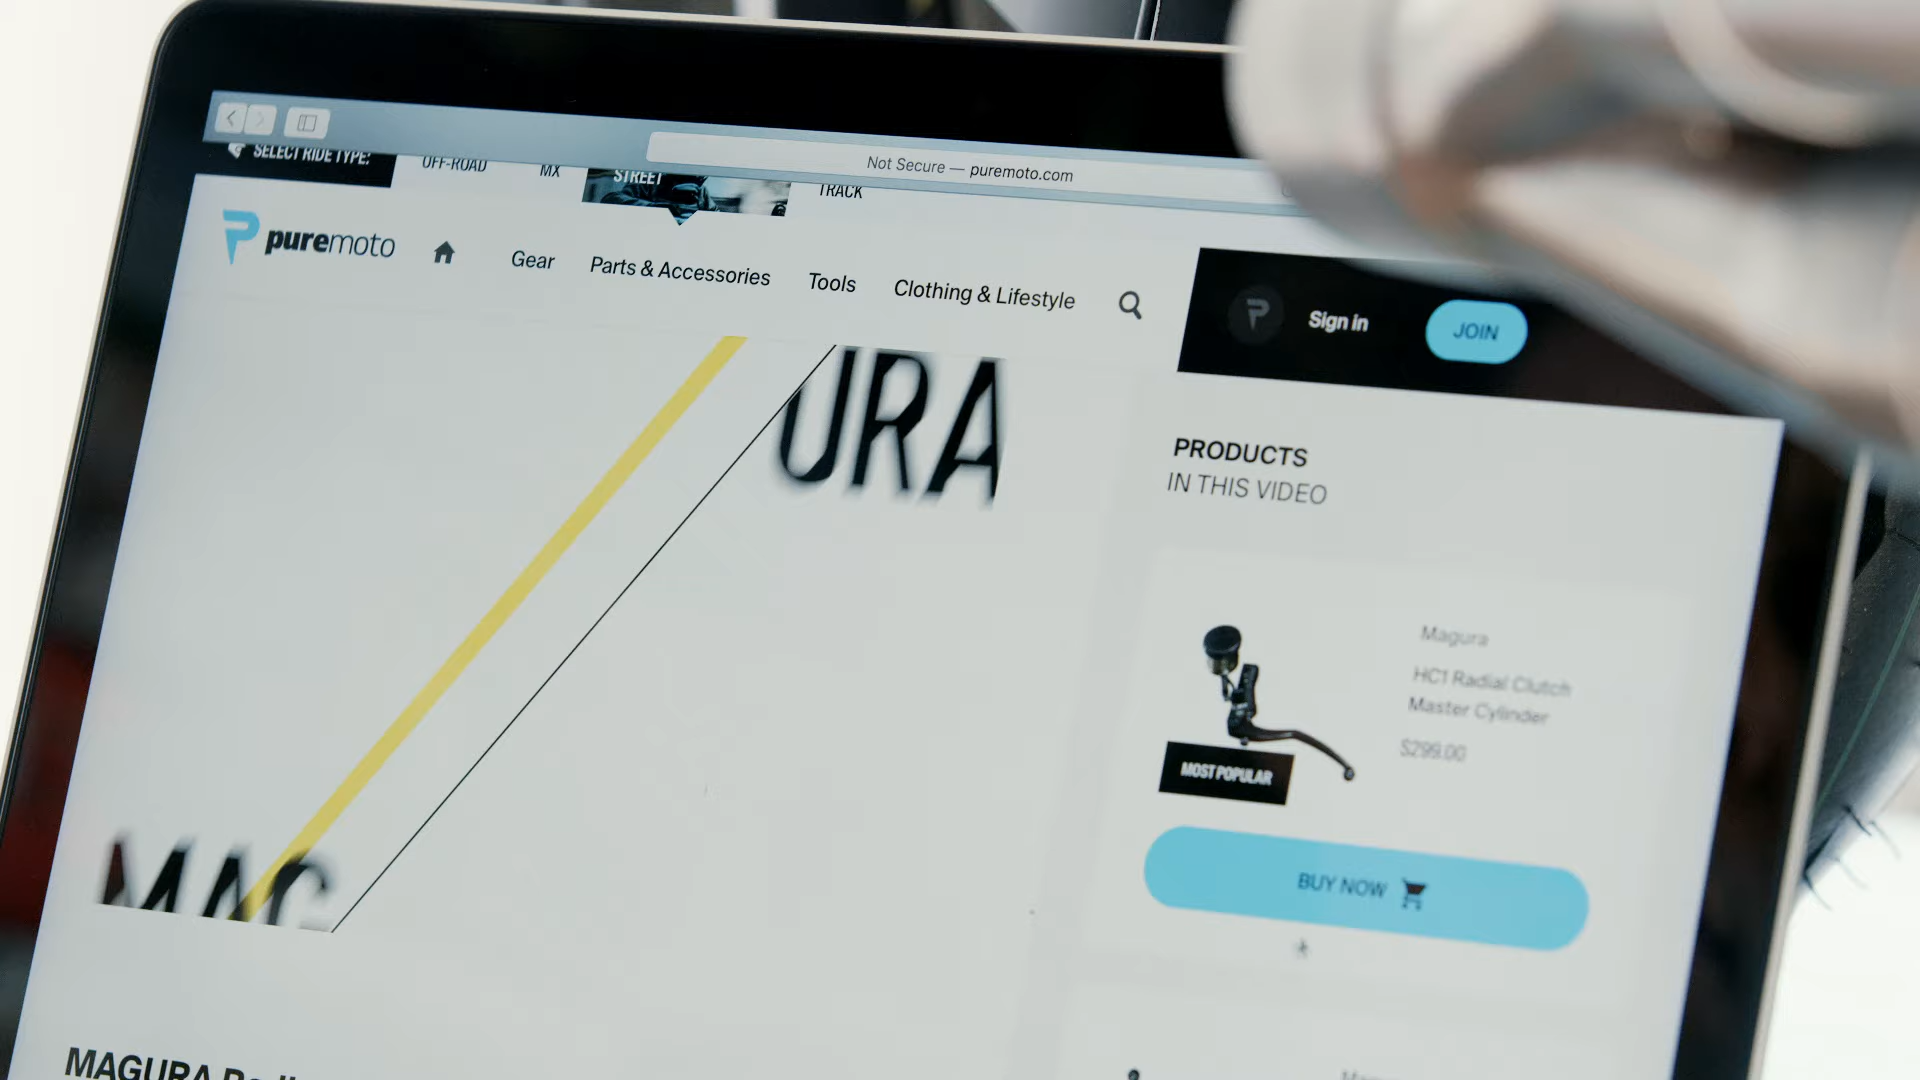 Not Secure — puremoto.com
SELECT RIDE TYPE:
OFF-ROAD
MX
STREET
TRACK
puremoto
Gear
Parts & Accessories
Tools
Clothing & Lifestyle
Sign in
JOIN
URA
MAG
PRODUCTS
IN THIS VIDEO
Magura
HC1 Radial Clutch
Master Cylinder
$299.00
MOST POPULAR
BUY NOW
MAGURA